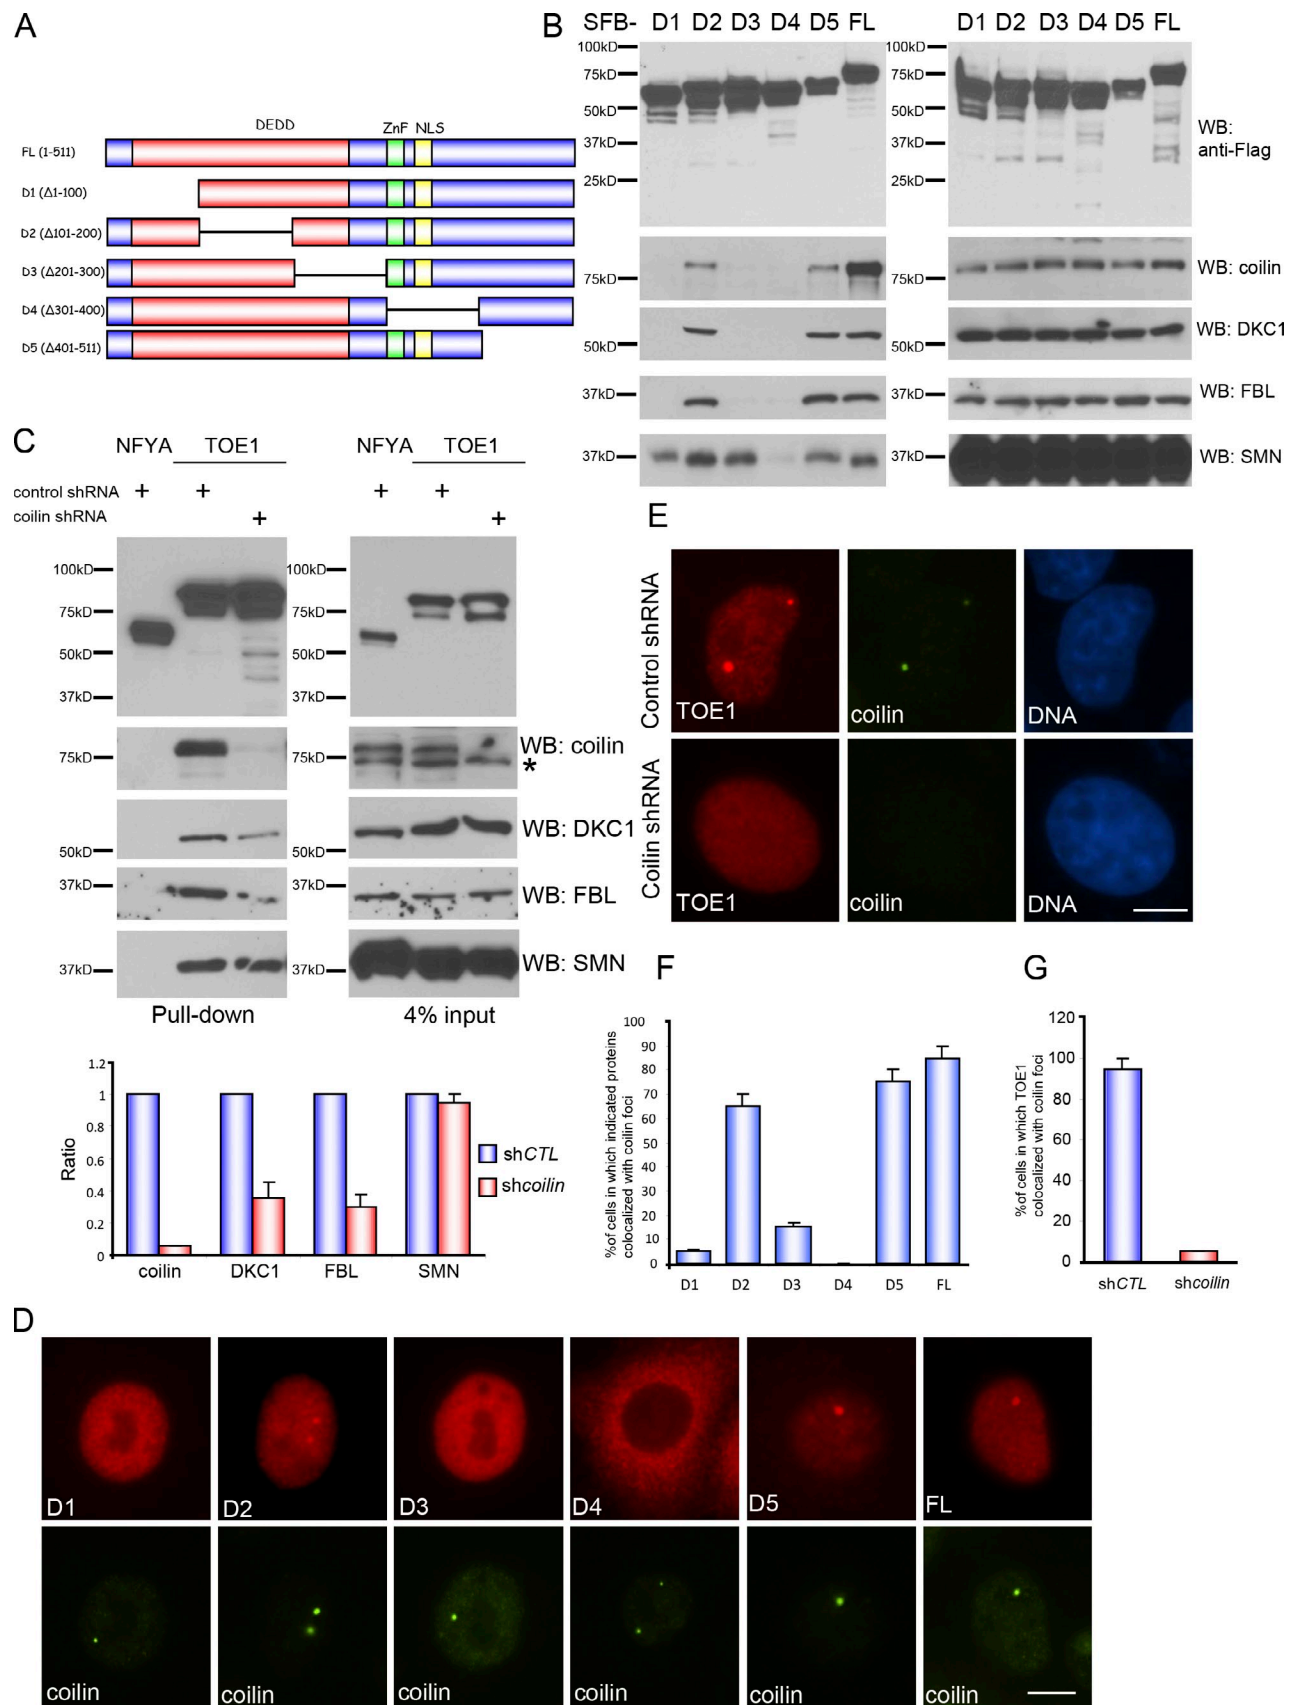 A
DEDD
ZnF NLS
FL (1-511)
D1 (Δ1-100)
D2 (Δ101-200)
D3 (Δ201-300)
D4 (Δ301-400)
D5 (Δ401-511)
B
SFB- D1 D2 D3 D4 D5 FL
D1 D2 D3 D4 D5 FL
100kD
75kD
50kD
37kD
25kD
100kD
75kD
50kD
37kD
25kD
WB:
anti-Flag
75kD
75kD
WB: coilin
50kD
50kD
WB: DKC1
37kD
37kD
WB: FBL
37kD
37kD
WB: SMN
C
NFYA TOE1
NFYA TOE1
control shRNA + +
+ +
coilin shRNA +
+
100kD
75kD
50kD
37kD
100kD
75kD
50kD
37kD
75kD
75kD
WB: coilin
*
50kD
50kD
WB: DKC1
37kD
37kD
WB: FBL
37kD
37kD
WB: SMN
Pull-down
4% input
Ratio
1.2
1
0.8
0.6
0.4
0.2
0
coilin DKC1 FBL SMN
shCTL
shcoilin
E
Control shRNA
TOE1
coilin
DNA
Coilin shRNA
TOE1
coilin
DNA
F
%of cells in which indicated proteins
colocalized with coilin foci
100
90
80
70
60
50
40
30
20
10
0
D1 D2 D3 D4 D5 FL
G
%of cells in which TOE1
colocalized with coilin foci
120
100
80
60
40
20
0
shCTL shcoilin
D
D1
D2
D3
D4
D5
FL
coilin
coilin
coilin
coilin
coilin
coilin